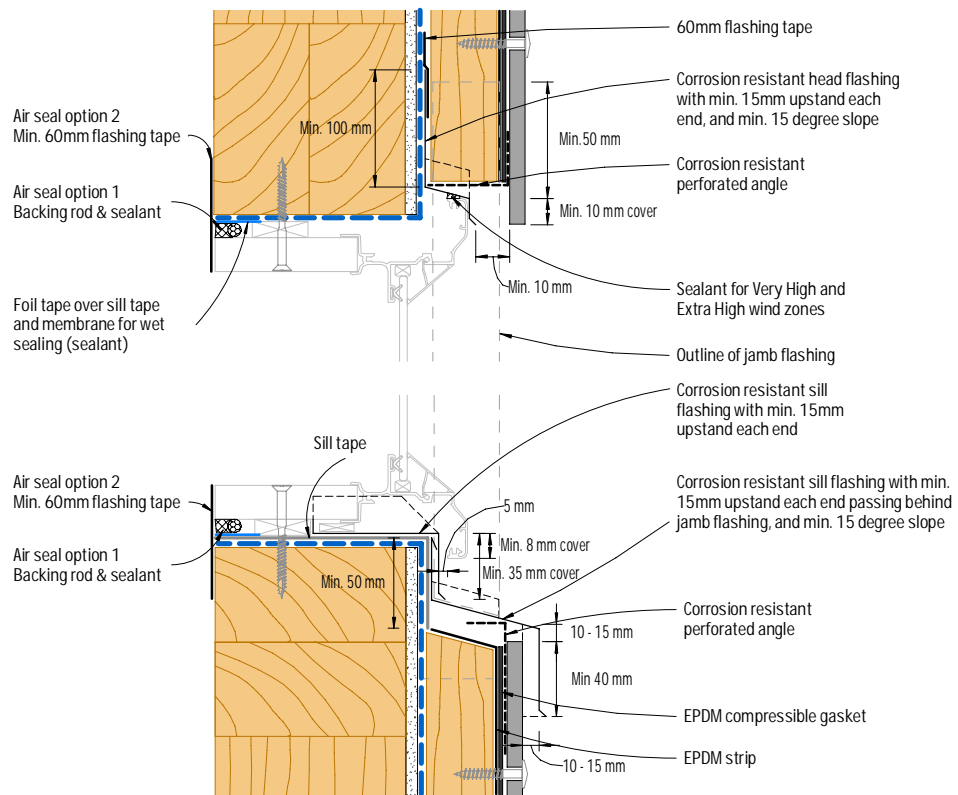 60mm flashing tape
Corrosion resistant head flashing
with min. 15mm upstand each
end, and min. 15 degree slope
Air seal option 2
Min. 60mm flashing tape
Min. 100 mm
Min.50 mm
Corrosion resistant
perforated angle
Air seal option 1
Backing rod & sealant
Min. 10 mm cover
Min. 10 mm
Sealant for Very High and
Extra High wind zones
Foil tape over sill tape
and membrane for wet
sealing (sealant)
Outline of jamb flashing
Corrosion resistant sill
flashing with min. 15mm
upstand each end
Sill tape
Air seal option 2
Min. 60mm flashing tape
Corrosion resistant sill flashing with min.
15mm upstand each end passing behind
jamb flashing, and min. 15 degree slope
5 mm
Min. 8 mm cover
Air seal option 1
Backing rod & sealant
Min. 50 mm
Min. 35 mm cover
Corrosion resistant
perforated angle
10 - 15 mm
Min 40 mm
EPDM compressible gasket
EPDM strip
10 - 15 mm